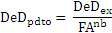 DeD_pdto = DeD_ex / FA^nb